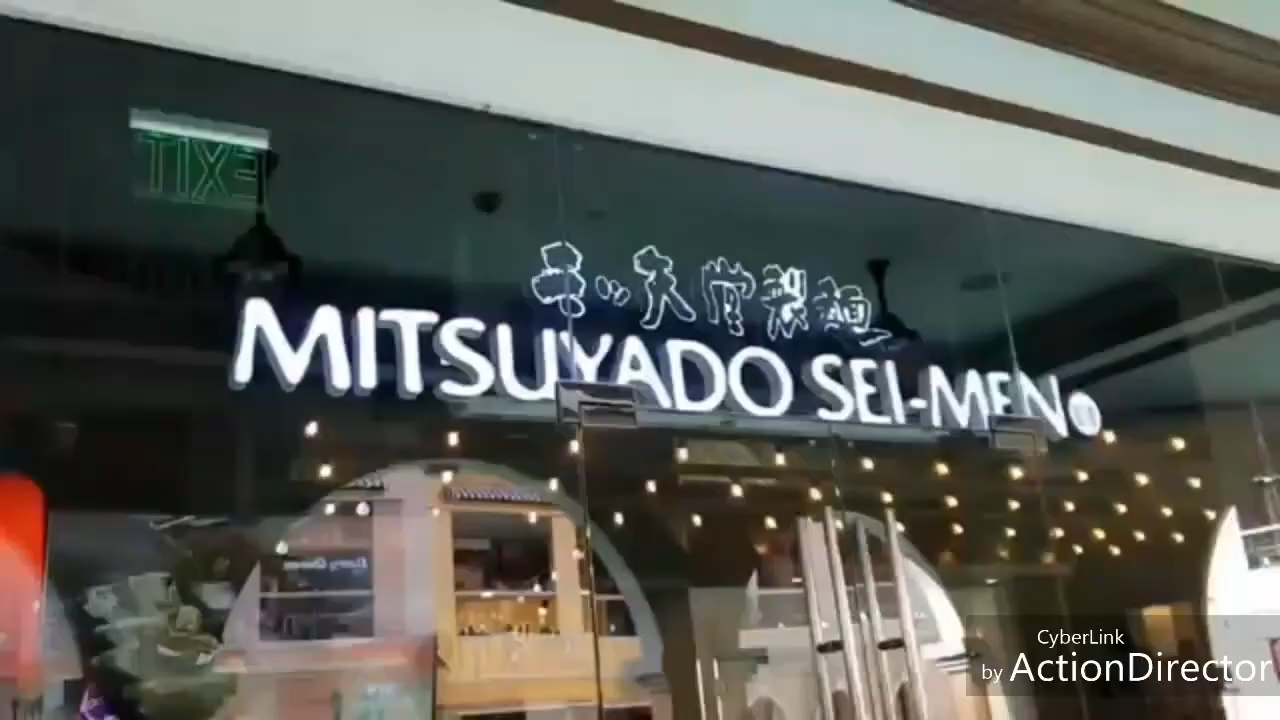 EXIT
三ツ矢堂製麺
MITSUYADO SEI-MEN
CyberLink
by ActionDirector